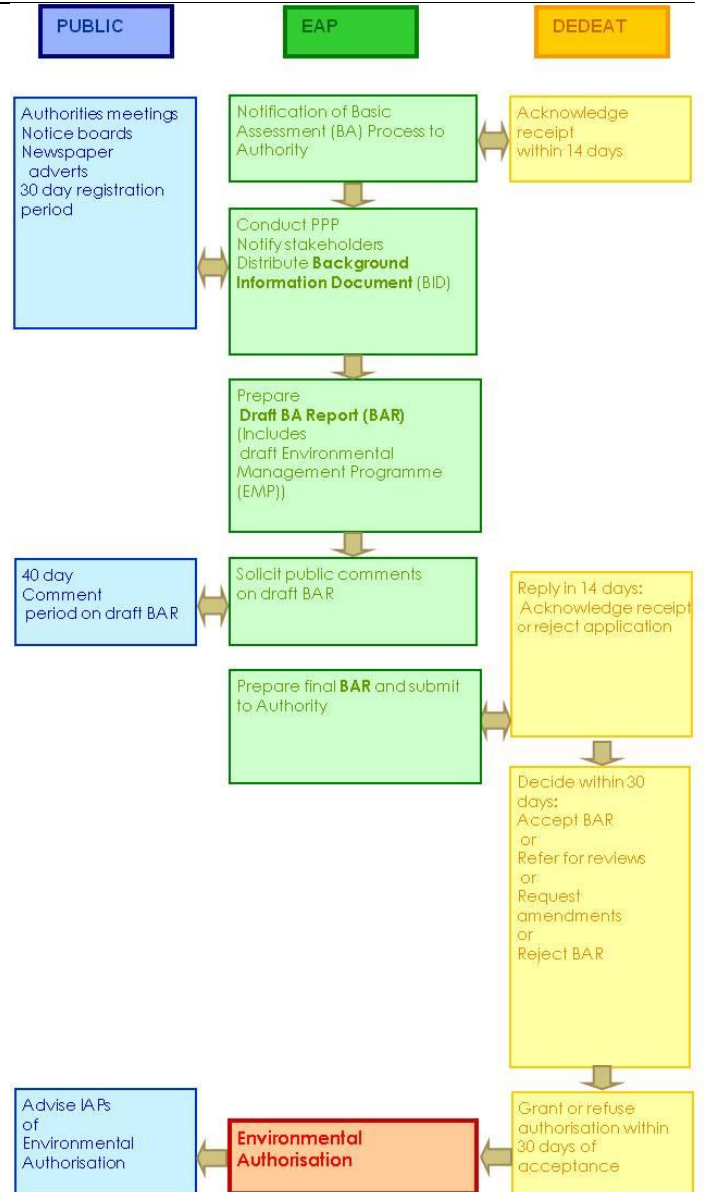 PUBLIC
EAP
DEDEAT
Authorities meetings
Notice boards
Newspaper
adverts
30 day registration
period
Notification of Basic
Assessment (BA) Process to
Authority
Acknowledge
receipt
within 14 days
Conduct PPP
Notify stakeholders
Distribute Background
Information Document (BID)
Prepare
Draft BA Report (BAR)
(Includes
draft Environmental
Management Programme
(EMP))
40 day
Comment
period on draft BAR
Solicit public comments
on draft BAR
Reply in 14 days:
Acknowledge receipt
or reject application
Prepare final BAR and submit
to Authority
Decide within 30
days:
Accept BAR
or
Refer for reviews
or
Request
amendments
or
Reject BAR
Advise IAPs
of
Environmental
Authorisation
Environmental
Authorisation
Grant or refuse
authorisation within
30 days of
acceptance